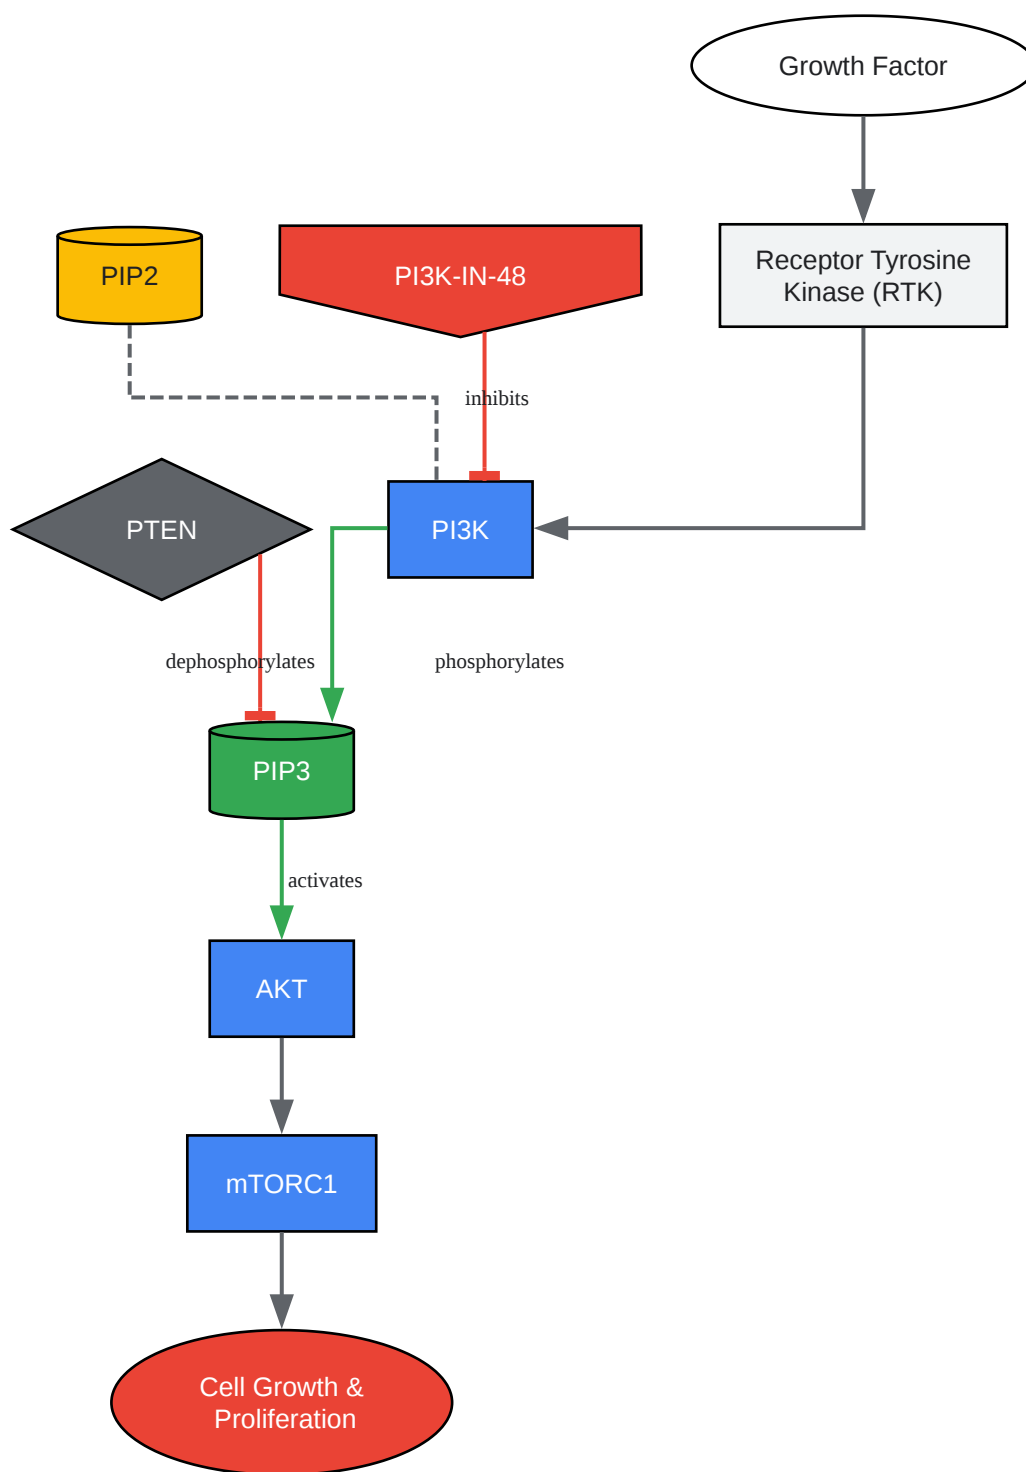 Growth Factor
PIP2
PI3K-IN-48
Receptor Tyrosine
Kinase (RTK)
inhibits
PTEN
PI3K
dephosphorylates
phosphorylates
PIP3
activates
AKT
mTORC1
Cell Growth &
Proliferation